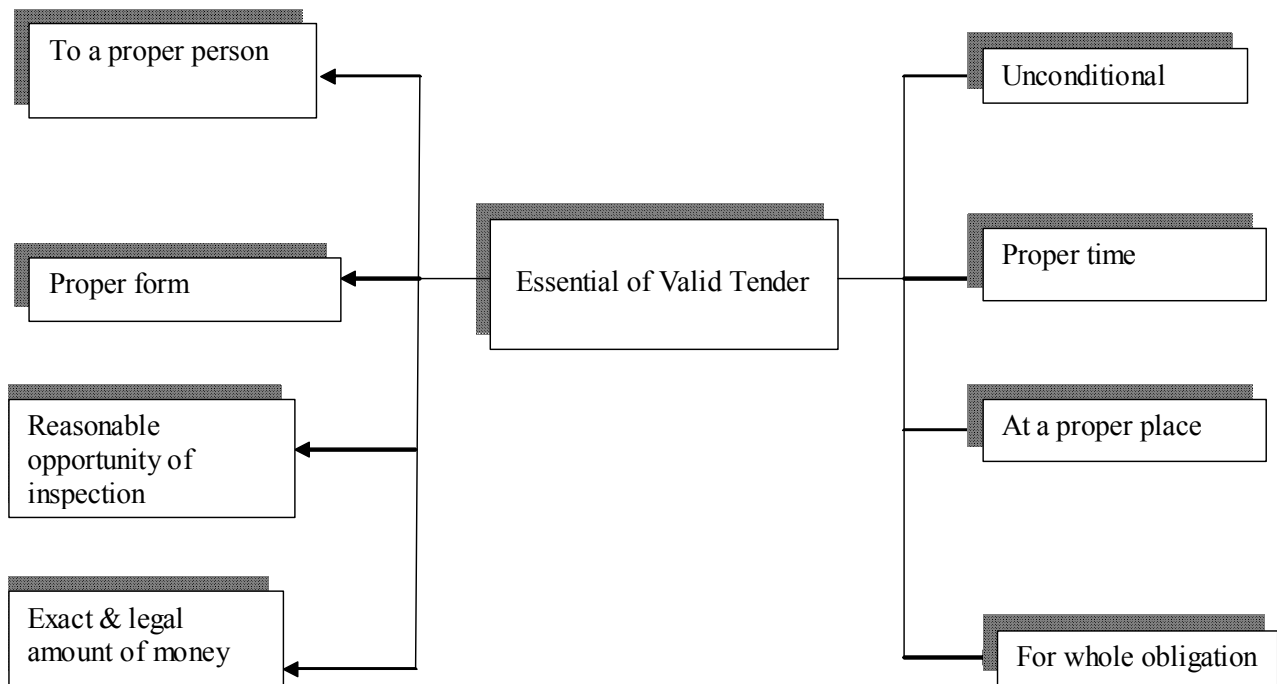 To a proper person
Unconditional
Essential of Valid Tender
Proper form
Proper time
Reasonable
opportunity of
inspection
At a proper place
Exact & legal
amount of money
For whole obligation